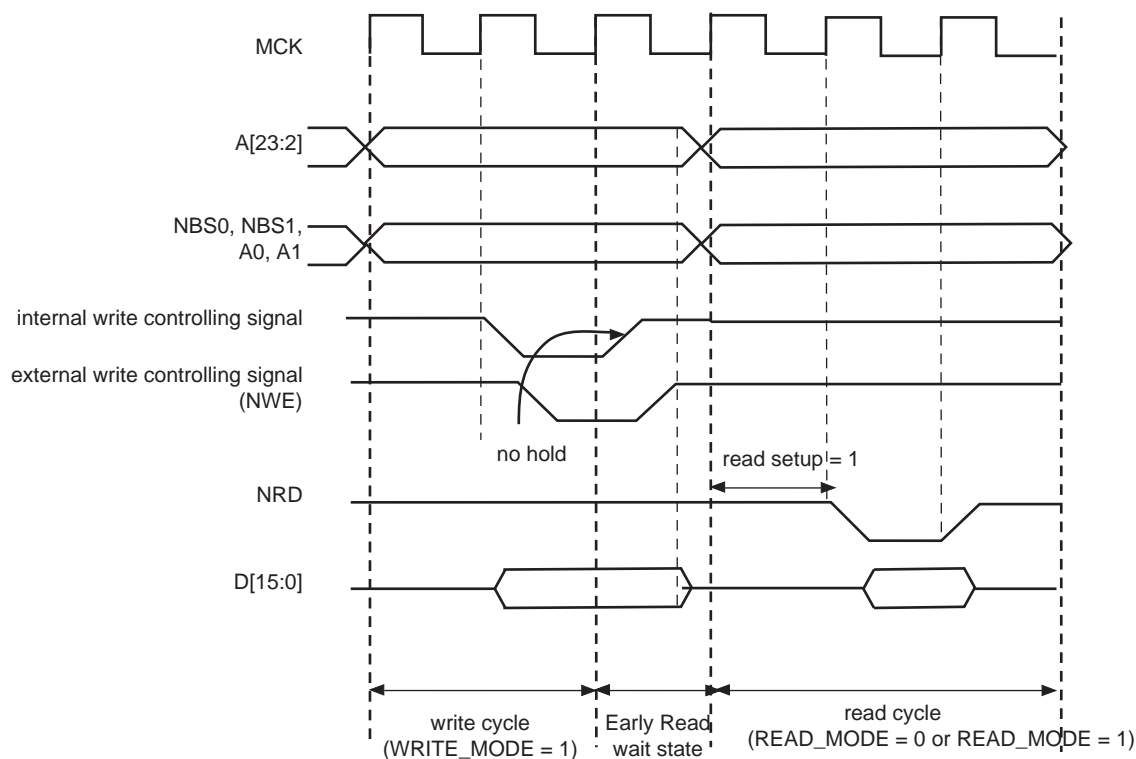 MCK
A[23:2]
NBS0, NBS1,
A0, A1
internal write controlling signal
external write controlling signal
(NWE)
no hold
read setup = 1
NRD
D[15:0]
write cycle
(WRITE_MODE = 1)
Early Read
wait state
read cycle
(READ_MODE = 0 or READ_MODE = 1)